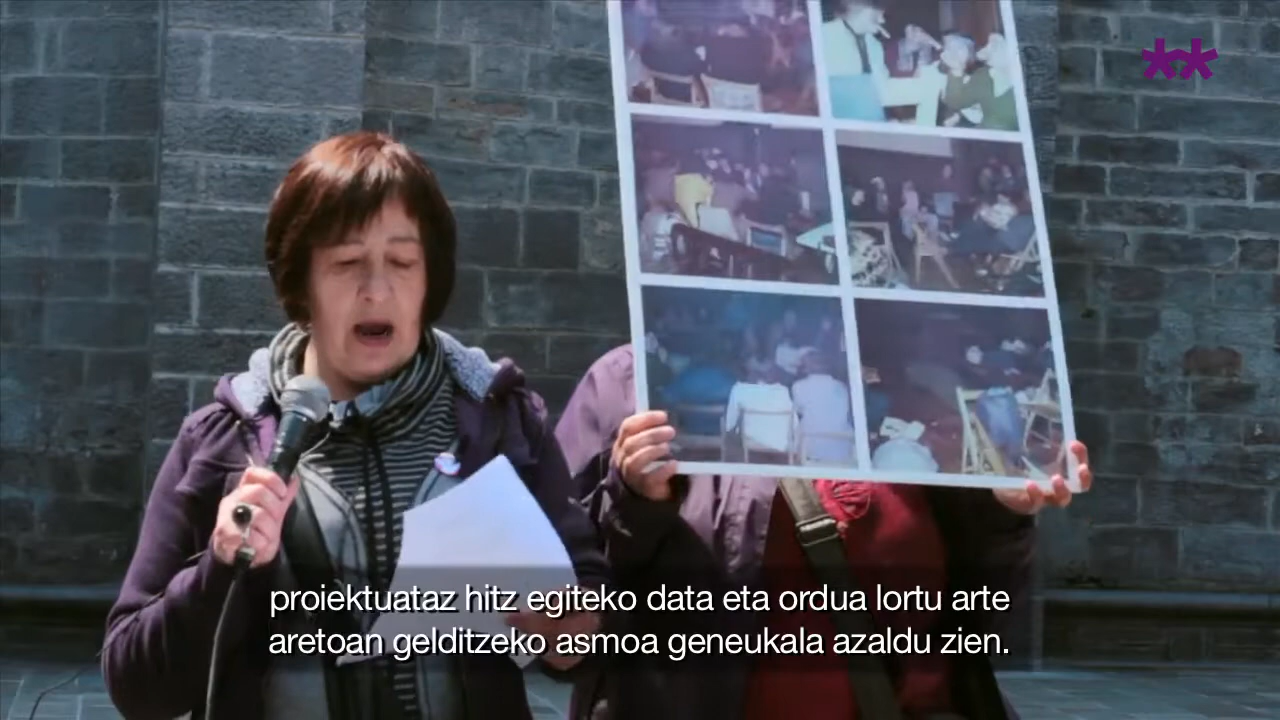 proiektuataz hitz egiteko data eta ordua lortu arte
aretoan gelditzeko asmoa geneukala azaldu zien.